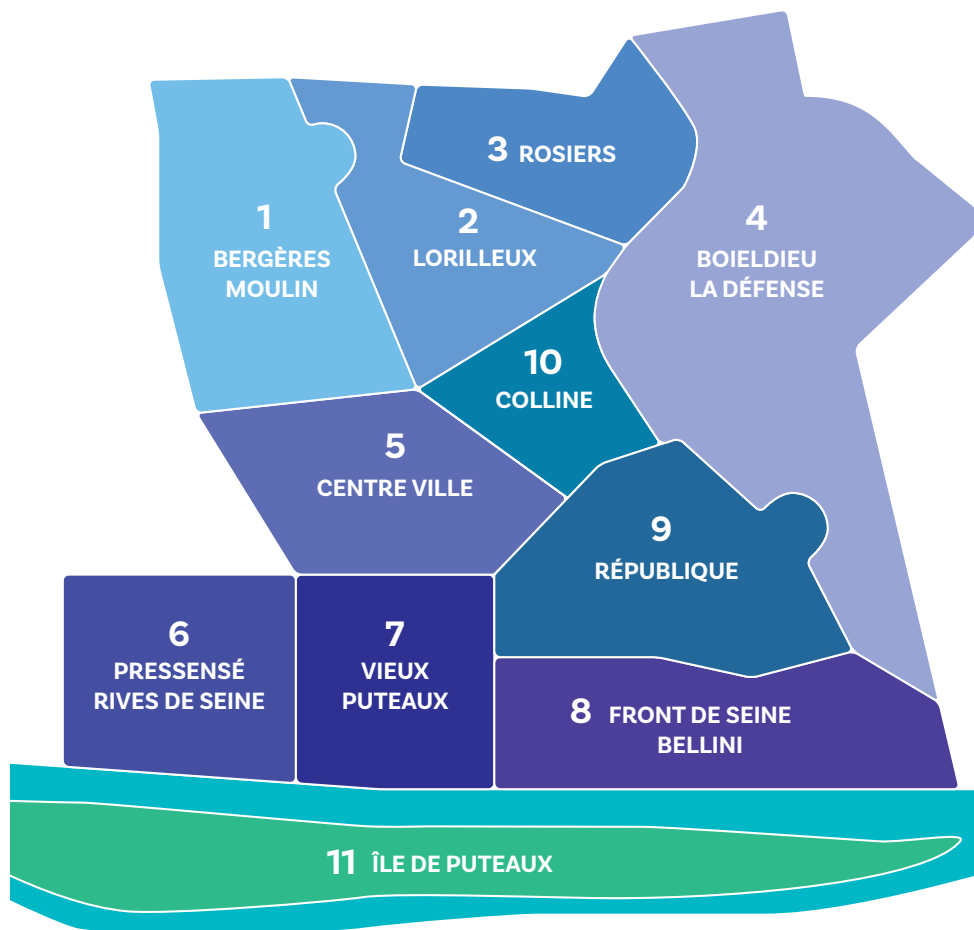 1
BERGÈRES
MOULIN
2
LORILLEUX
3 ROSIERS
4
BOIELDIEU
LA DÉFENSE
5
CENTRE VILLE
6
PRESSENSÉ
RIVES DE SEINE
7
VIEUX
PUTEAUX
8 FRONT DE SEINE
BELLINI
9
RÉPUBLIQUE
10
COLLINE
11 ÎLE DE PUTEAUX